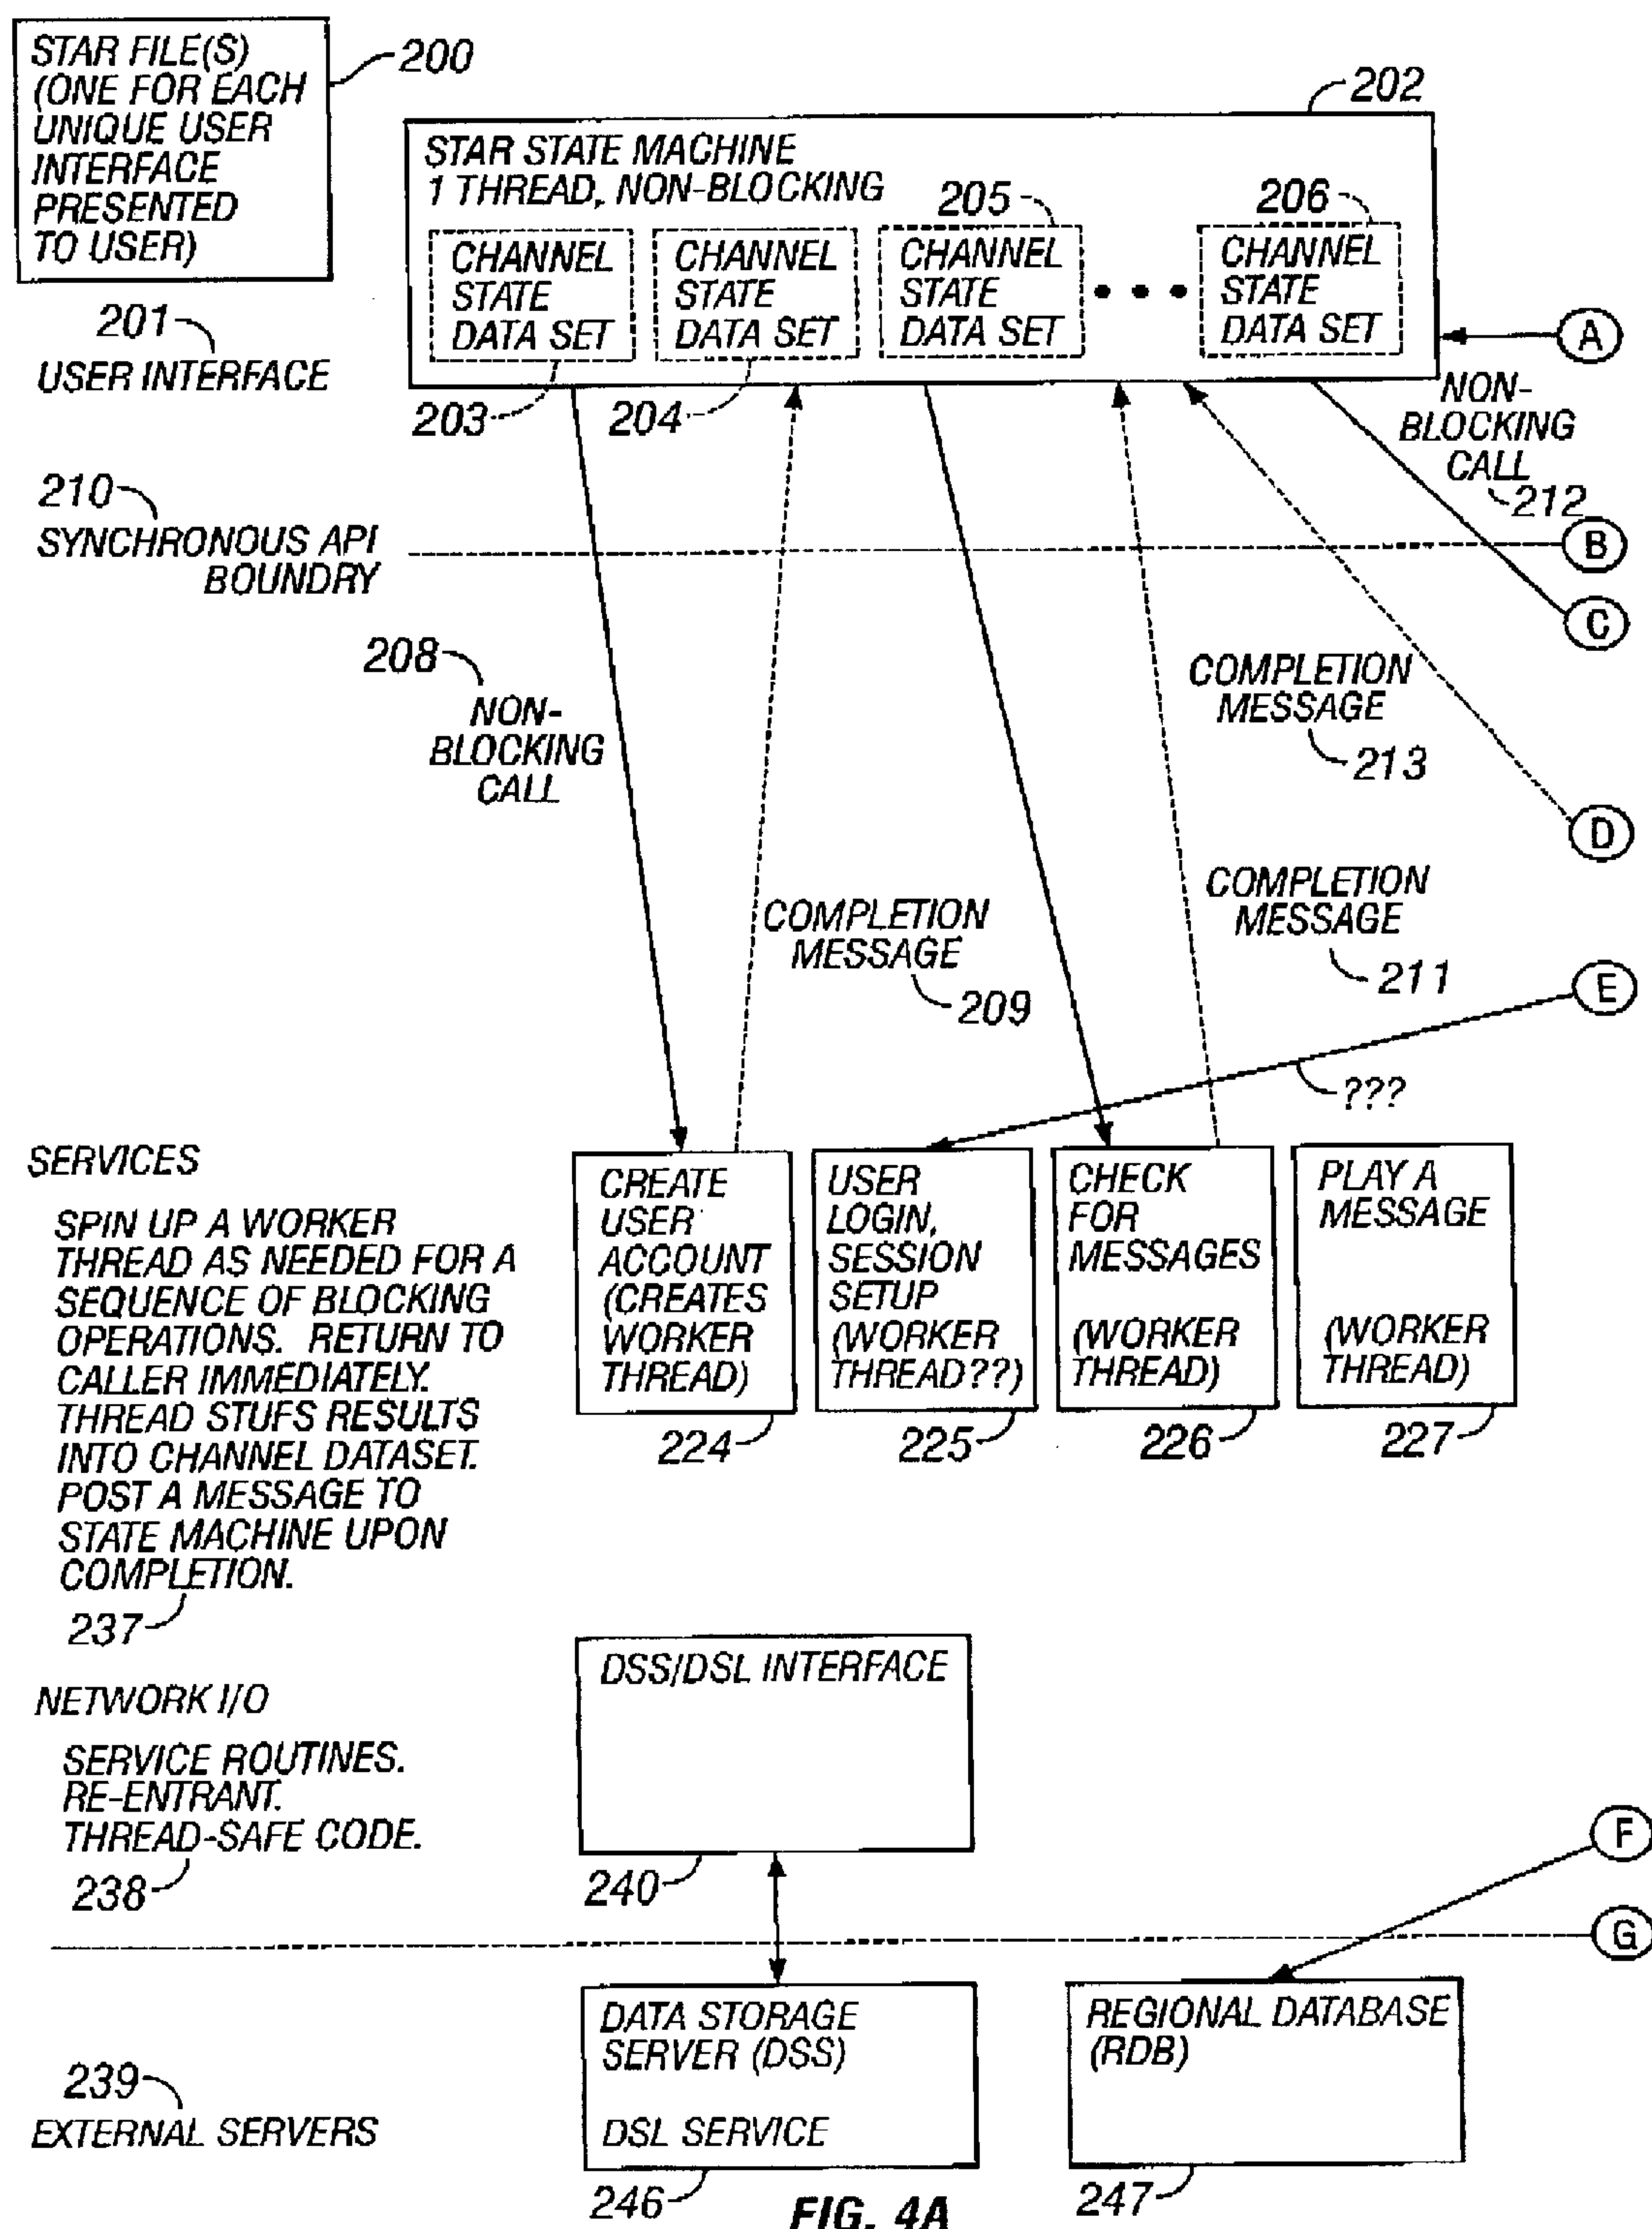 STAR FILE(S)
(ONE FOR EACH
UNIQUE USER
INTERFACE
PRESENTED
TO USER)
200
201
USER INTERFACE
202
STAR STATE MACHINE
1 THREAD, NON-BLOCKING
205
206
CHANNEL
STATE
DATA SET
CHANNEL
STATE
DATA SET
CHANNEL
STATE
DATA SET
CHANNEL
STATE
DATA SET
203
204
A
NON-
BLOCKING
CALL
212
210
SYNCHRONOUS API
BOUNDRY
B
C
208
NON-
BLOCKING
CALL
COMPLETION
MESSAGE
213
D
COMPLETION
MESSAGE
209
COMPLETION
MESSAGE
211
E
???
SERVICES
SPIN UP A WORKER
THREAD AS NEEDED FOR A
SEQUENCE OF BLOCKING
OPERATIONS. RETURN TO
CALLER IMMEDIATELY.
THREAD STUFS RESULTS
INTO CHANNEL DATASET.
POST A MESSAGE TO
STATE MACHINE UPON
COMPLETION.
237
CREATE
USER
ACCOUNT
(CREATES
WORKER
THREAD)
224
USER
LOGIN,
SESSION
SETUP
(WORKER
THREAD??)
225
CHECK
FOR
MESSAGES
(WORKER
THREAD)
226
PLAY A
MESSAGE
(WORKER
THREAD)
227
NETWORK I/O
SERVICE ROUTINES.
RE-ENTRANT.
THREAD-SAFE CODE.
238
DSS/DSL INTERFACE
240
F
G
239
EXTERNAL SERVERS
DATA STORAGE
SERVER (DSS)
DSL SERVICE
246
REGIONAL DATABASE
(RDB)
247
FIG. 4A